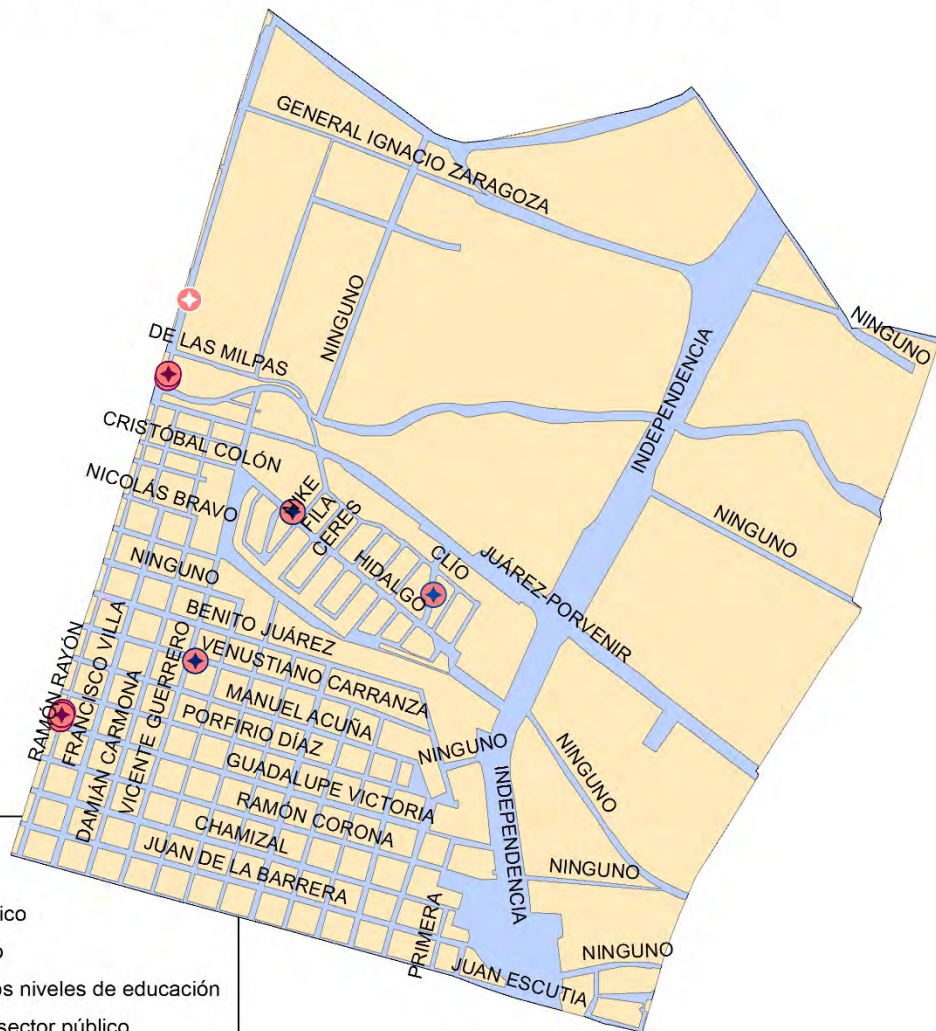 GENERAL IGNACIO ZARAGOZA
NINGUNO
NINGUNO
DE LAS MILPAS
INDEPENDENCIA
CRISTÓBAL COLÓN
NICOLÁS BRAVO
NIKE
FILA
CERES
NINGUNO
CLÍO
HIDALGO
JUÁREZ-PORVENIR
NINGUNO
BENITO JUÁREZ
VENUSTIANO CARRANZA
RAMÓN RAYÓN
FRANCISCO VILLA
DAMIÁN CARMONA
VICENTE GUERRERO
MANUEL ACUÑA
PORFIRIO DÍAZ
NINGUNO
NINGUNO
GUADALUPE VICTORIA
INDEPENDENCIA
RAMÓN CORONA
CHAMIZAL
JUAN DE LA BARRERA
NINGUNO
PRIMERA
NINGUNO
JUAN ESCUTIA
niveles de educación
sector público